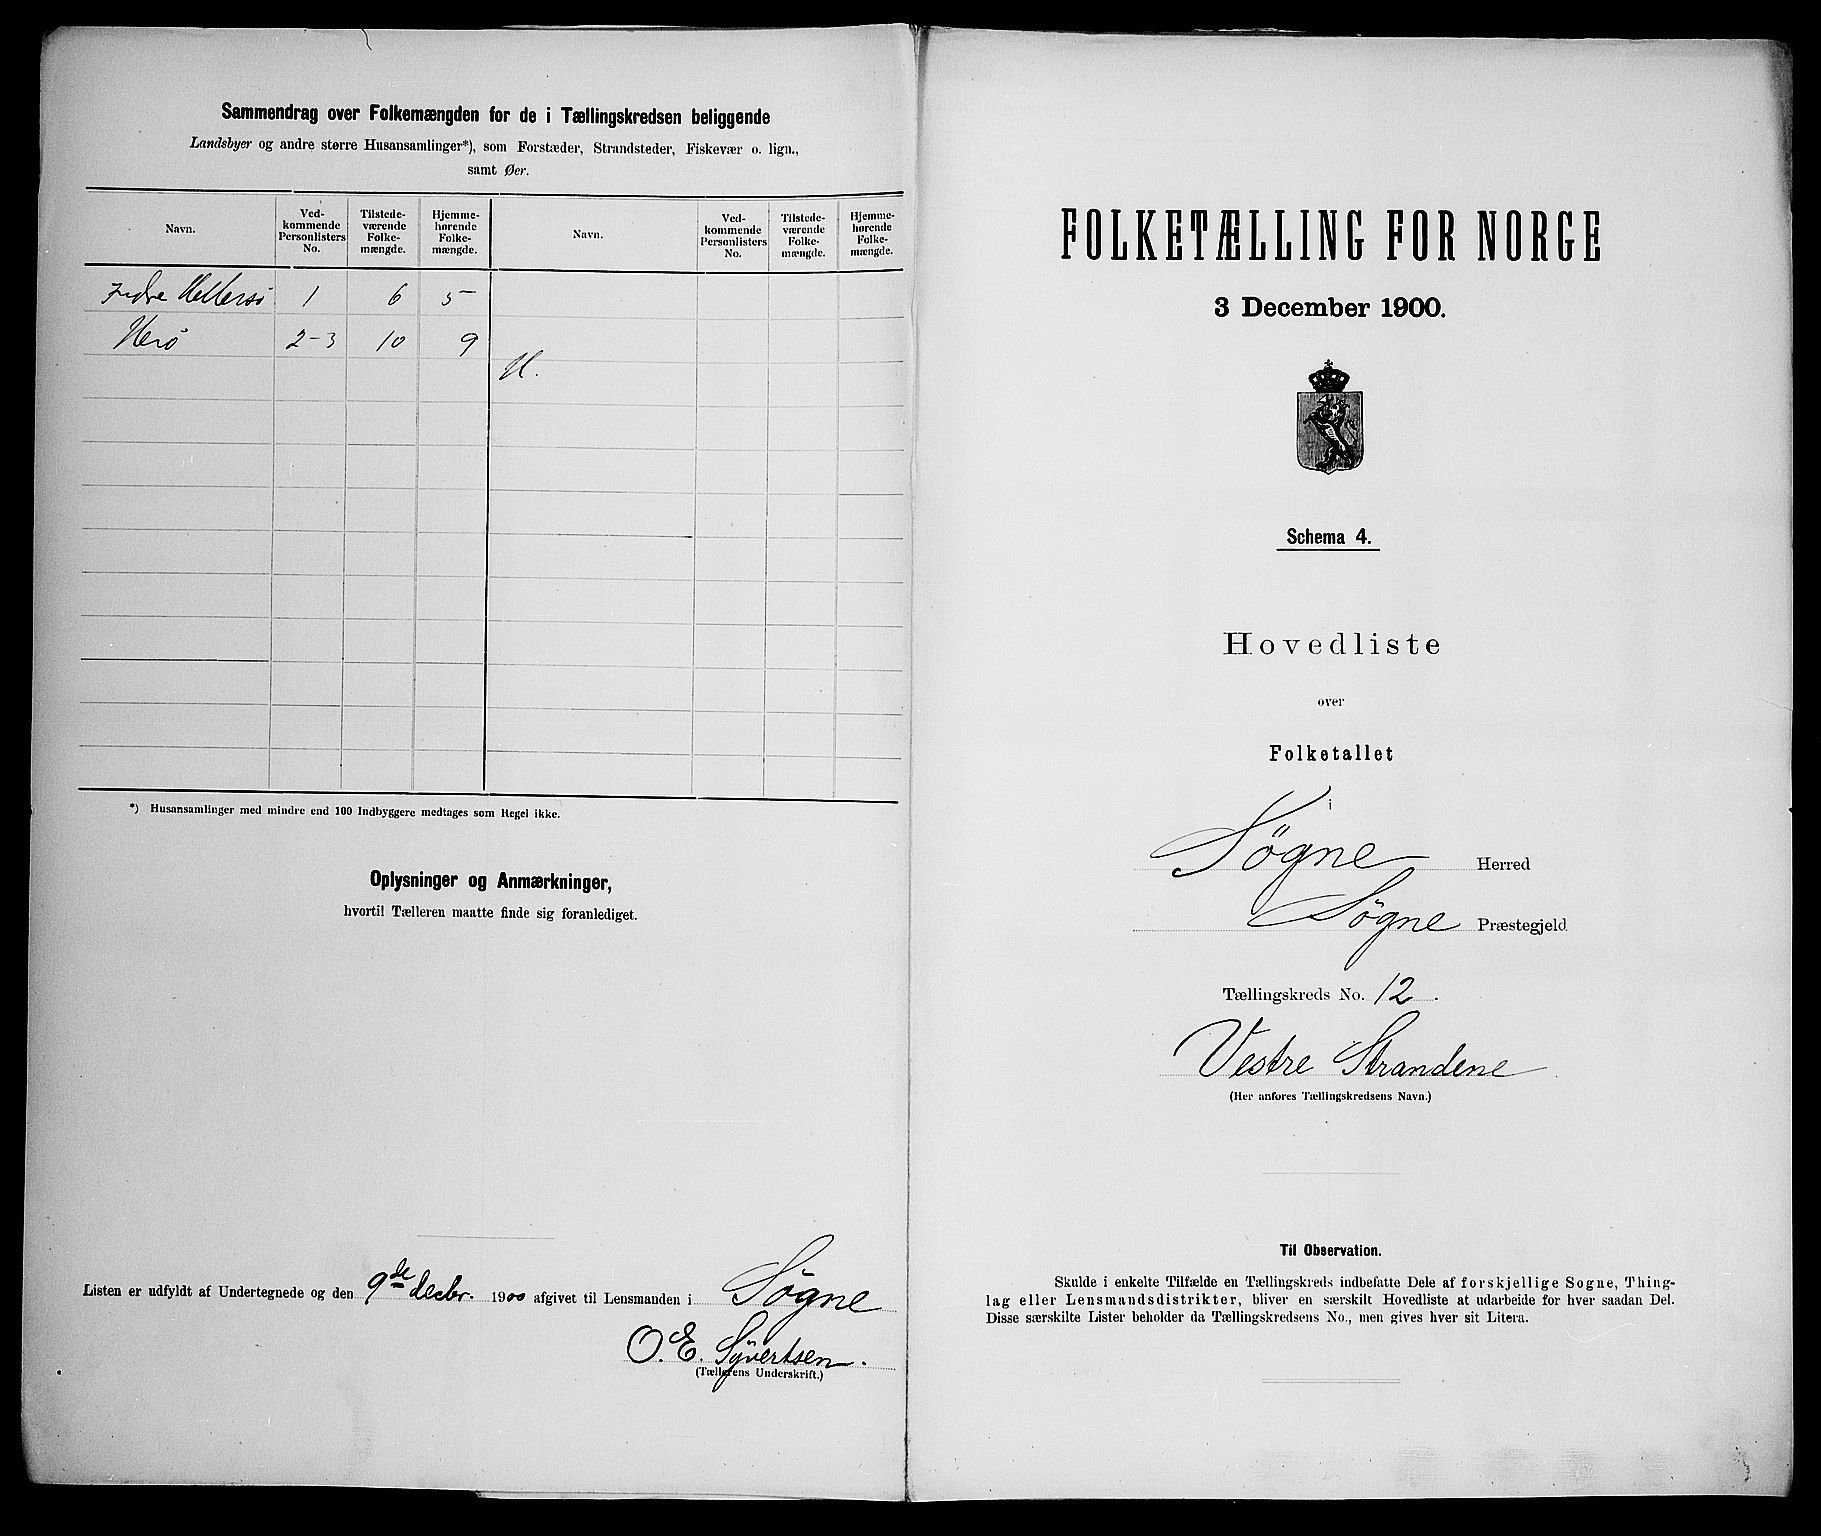 Sammendrag over Folkemængden for de i Tællingskredsen beliggende
Landsbyer og andre større Husansamlinger*), som Forstæder, Strandsteder, Fiskevær o. lign.,
samt Øer.
Navn. Ved-kommende Personlisters No. Tilstede-værende Folke-mængde. Hjemme-hørende Folke-mængde. Navn. Ved-kommende Personlisters No. Tilstede-værende Folke-mængde. Hjemme-hørende Folke-mængde.
Indre Hellersø 1 6 5
Herø 2-3 10 9
H.
*) Husansamlinger med mindre end 100 Indbyggere medtages som Regel ikke.
Oplysninger og Anmærkninger,
hvortil Tælleren maatte finde sig foranlediget.
Listen er udfyldt af Undertegnede og den 9de decbr. 1900 afgivet til Lensmanden i Søgne
O. E. Syvertsen.
(Tællerens Underskrift.)
FOLKETÆLLING FOR NORGE
3 December 1900.
Schema 4.
Hovedliste
over
Folketallet
i
Søgne Herred
Søgne Præstegjeld
Tællingskreds No. 12.
Vestre Strandene
(Her anføres Tællingskredsens Navn.)
Til Observation.
Skulde i enkelte Tilfælde en Tællingskreds indbefatte Dele af forskjellige Sogne, Thing-
lag eller Lensmandsdistrikter, bliver en særskilt Hovedliste at udarbeide for hver saadan Del.
Disse særskilte Lister beholder da Tællingskredsens No., men gives hver sit Litera.